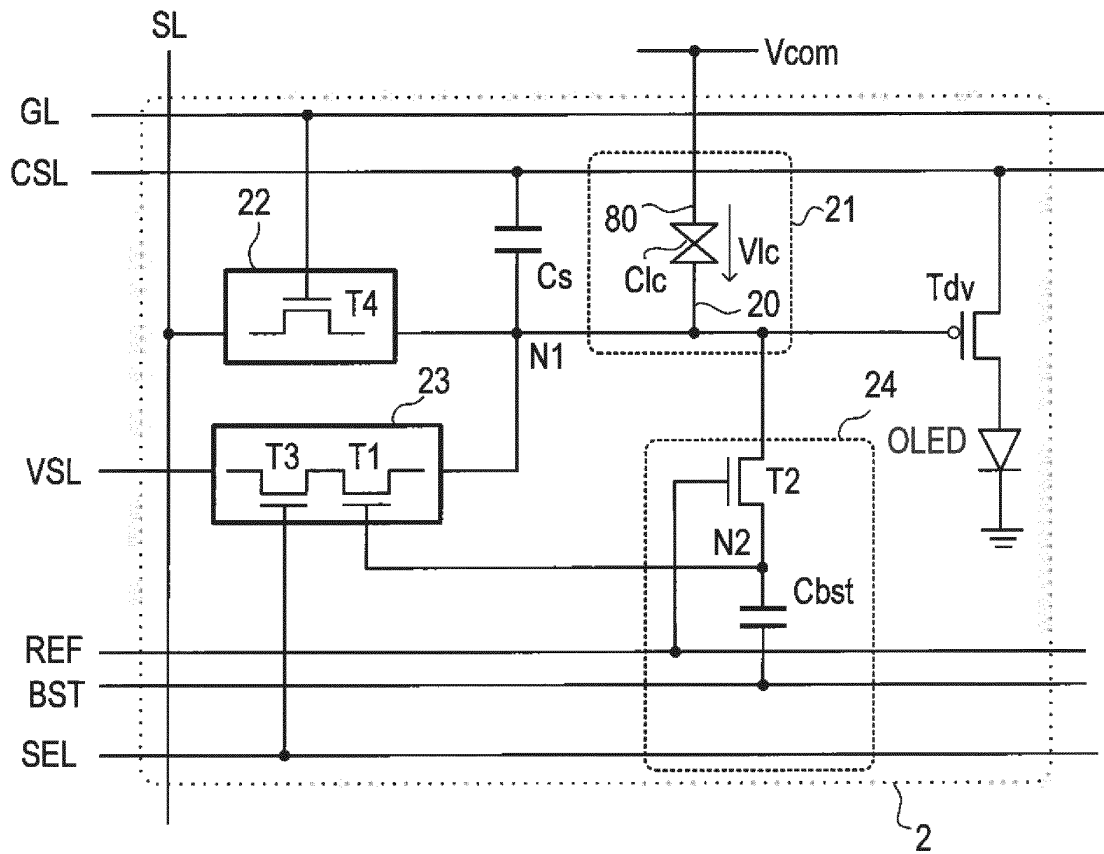 SL
Vcom
GL
CSL
22
80
21
Clc
Vlc
Cs
T4
20
Tdv
N1
23
24
OLED
VSL
T3
T1
T2
N2
Cbst
REF
BST
SEL
2